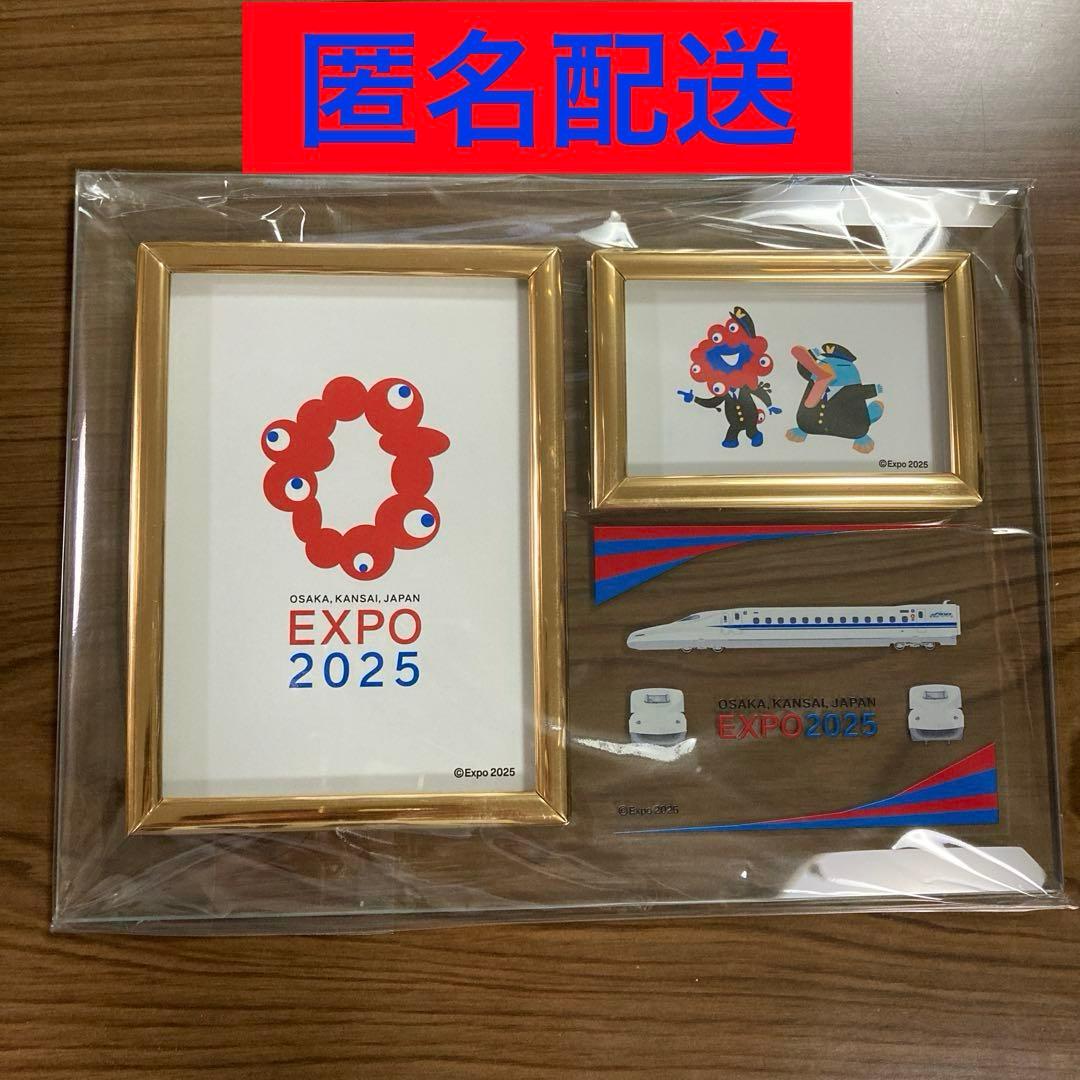 匿名配送
OSAKA, KANSAI, JAPAN
EXPO
2025
©Expo 2025
©Expo 2025
OSAKA, KANSAI, JAPAN
EXPO2025
©Expo 2025